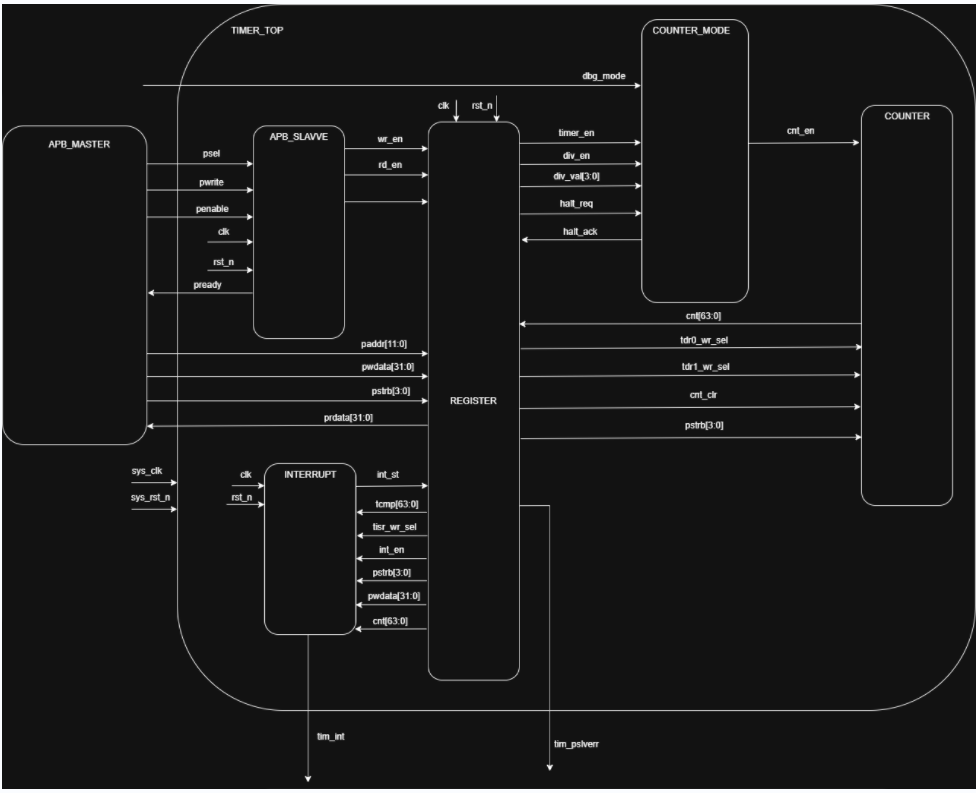 TIMER_TOP
COUNTER_MODE
dbg_mode
clk
rst_n
APB_MASTER
APB_SLAVVE
COUNTER
psel
pwrite
penable
clk
rst_n
pready
wr_en
rd_en
timer_en
div_en
div_val[3:0]
halt_req
halt_ack
cnt_en
paddr[11:0]
pwdata[31:0]
pstrb[3:0]
prdata[31:0]
REGISTER
cnt[63:0]
tdr0_wr_sel
tdr1_wr_sel
cnt_clr
pstrb[3:0]
sys_clk
sys_rst_n
clk
rst_n
INTERRUPT
int_st
tcmp[63:0]
tisr_wr_sel
int_en
pstrb[3:0]
pwdata[31:0]
cnt[63:0]
tim_int
tim_pslverr